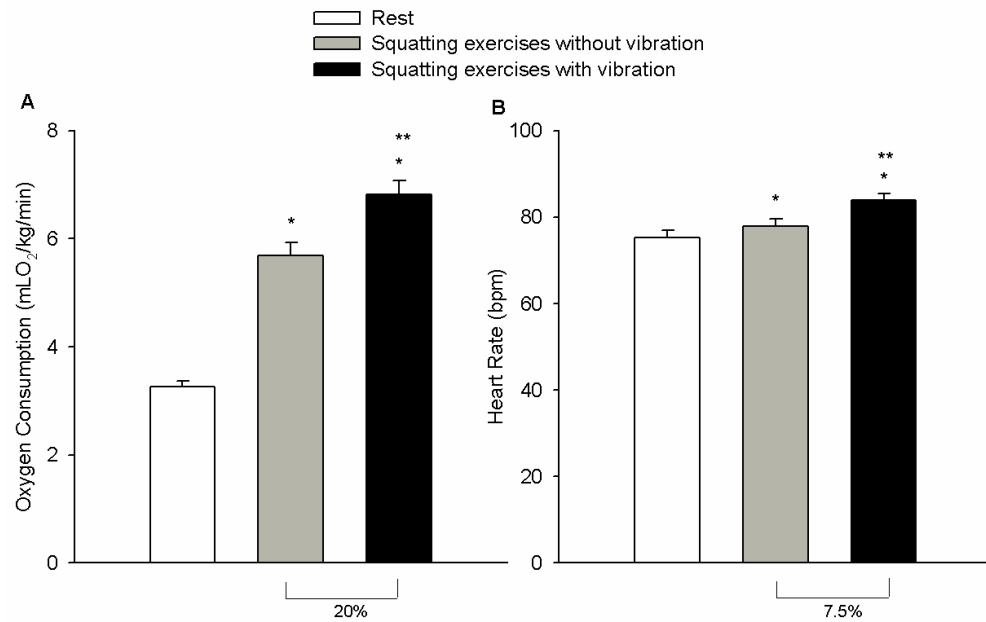 Rest
Squatting exercises without vibration
Squatting exercises with vibration
A
Oxygen Consumption (mLO₂/kg/min)
8
6
4
2
0
**
*
*
20%
B
Heart Rate (bpm)
100
80
60
40
20
0
**
*
*
7.5%